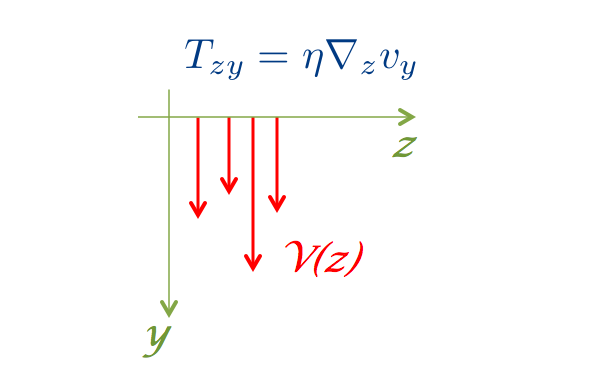 T_{zy} = η∇_z v_y
z
V(z)
y